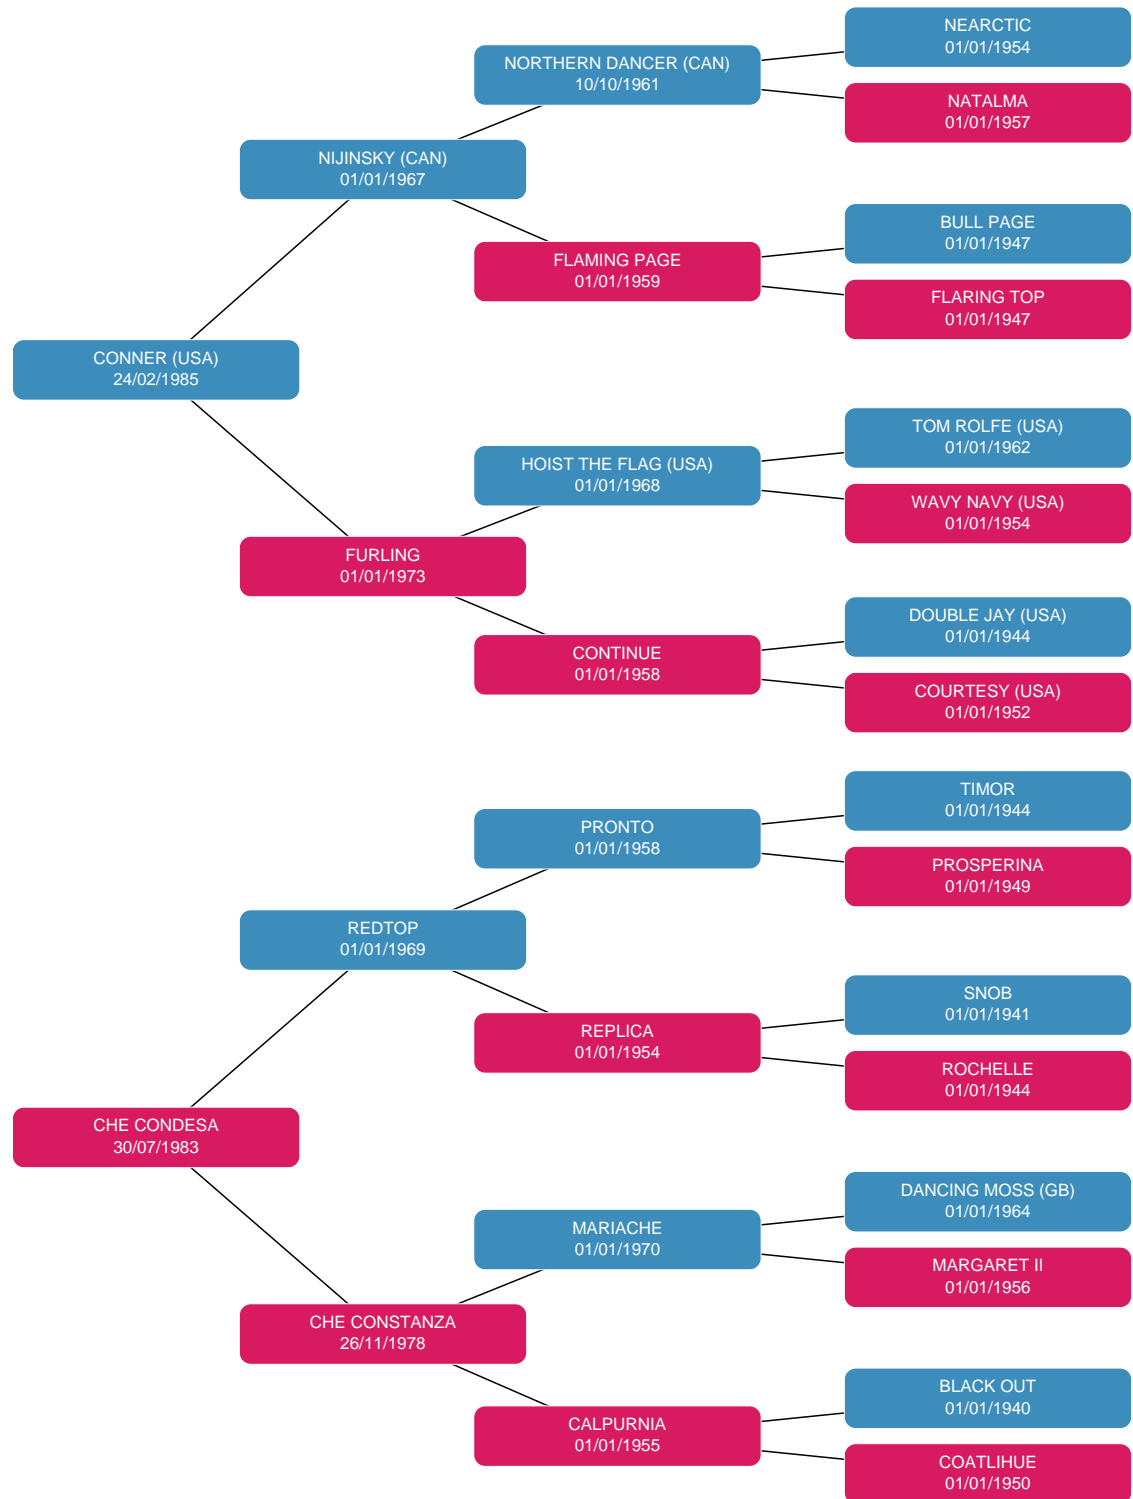 NEARCTIC
01/01/1954
NORTHERN DANCER (CAN)
10/10/1961
NATALMA
01/01/1957
NIJINSKY (CAN)
01/01/1967
BULL PAGE
01/01/1947
FLAMING PAGE
01/01/1959
FLARING TOP
01/01/1947
CONNER (USA)
24/02/1985
TOM ROLFE (USA)
01/01/1962
HOIST THE FLAG (USA)
01/01/1968
WAVY NAVY (USA)
01/01/1954
FURLING
01/01/1973
DOUBLE JAY (USA)
01/01/1944
CONTINUE
01/01/1958
COURTESY (USA)
01/01/1952
TIMOR
01/01/1944
PRONTO
01/01/1958
PROSPERINA
01/01/1949
REDTOP
01/01/1969
SNOB
01/01/1941
REPLICA
01/01/1954
ROCHELLE
01/01/1944
CHE CONDESA
30/07/1983
DANCING MOSS (GB)
01/01/1964
MARIACHE
01/01/1970
MARGARET II
01/01/1956
CHE CONSTANZA
26/11/1978
BLACK OUT
01/01/1940
CALPURNIA
01/01/1955
COATLIHUE
01/01/1950